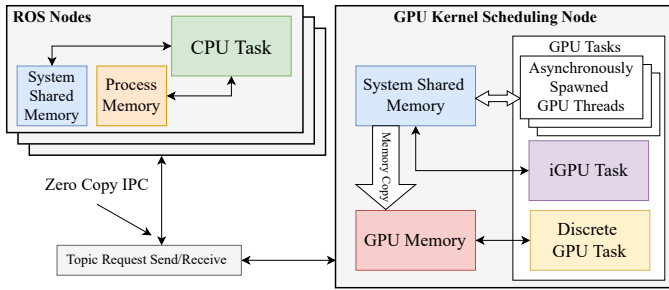 ROS Nodes
CPU Task
System
Shared
Memory
Process
Memory
Zero Copy IPC
Topic Request Send/Receive
GPU Kernel Scheduling Node
GPU Tasks
System Shared
Memory
Asynchronously
Spawned
GPU Threads
Memory Copy
iGPU Task
GPU Memory
Discrete
GPU Task